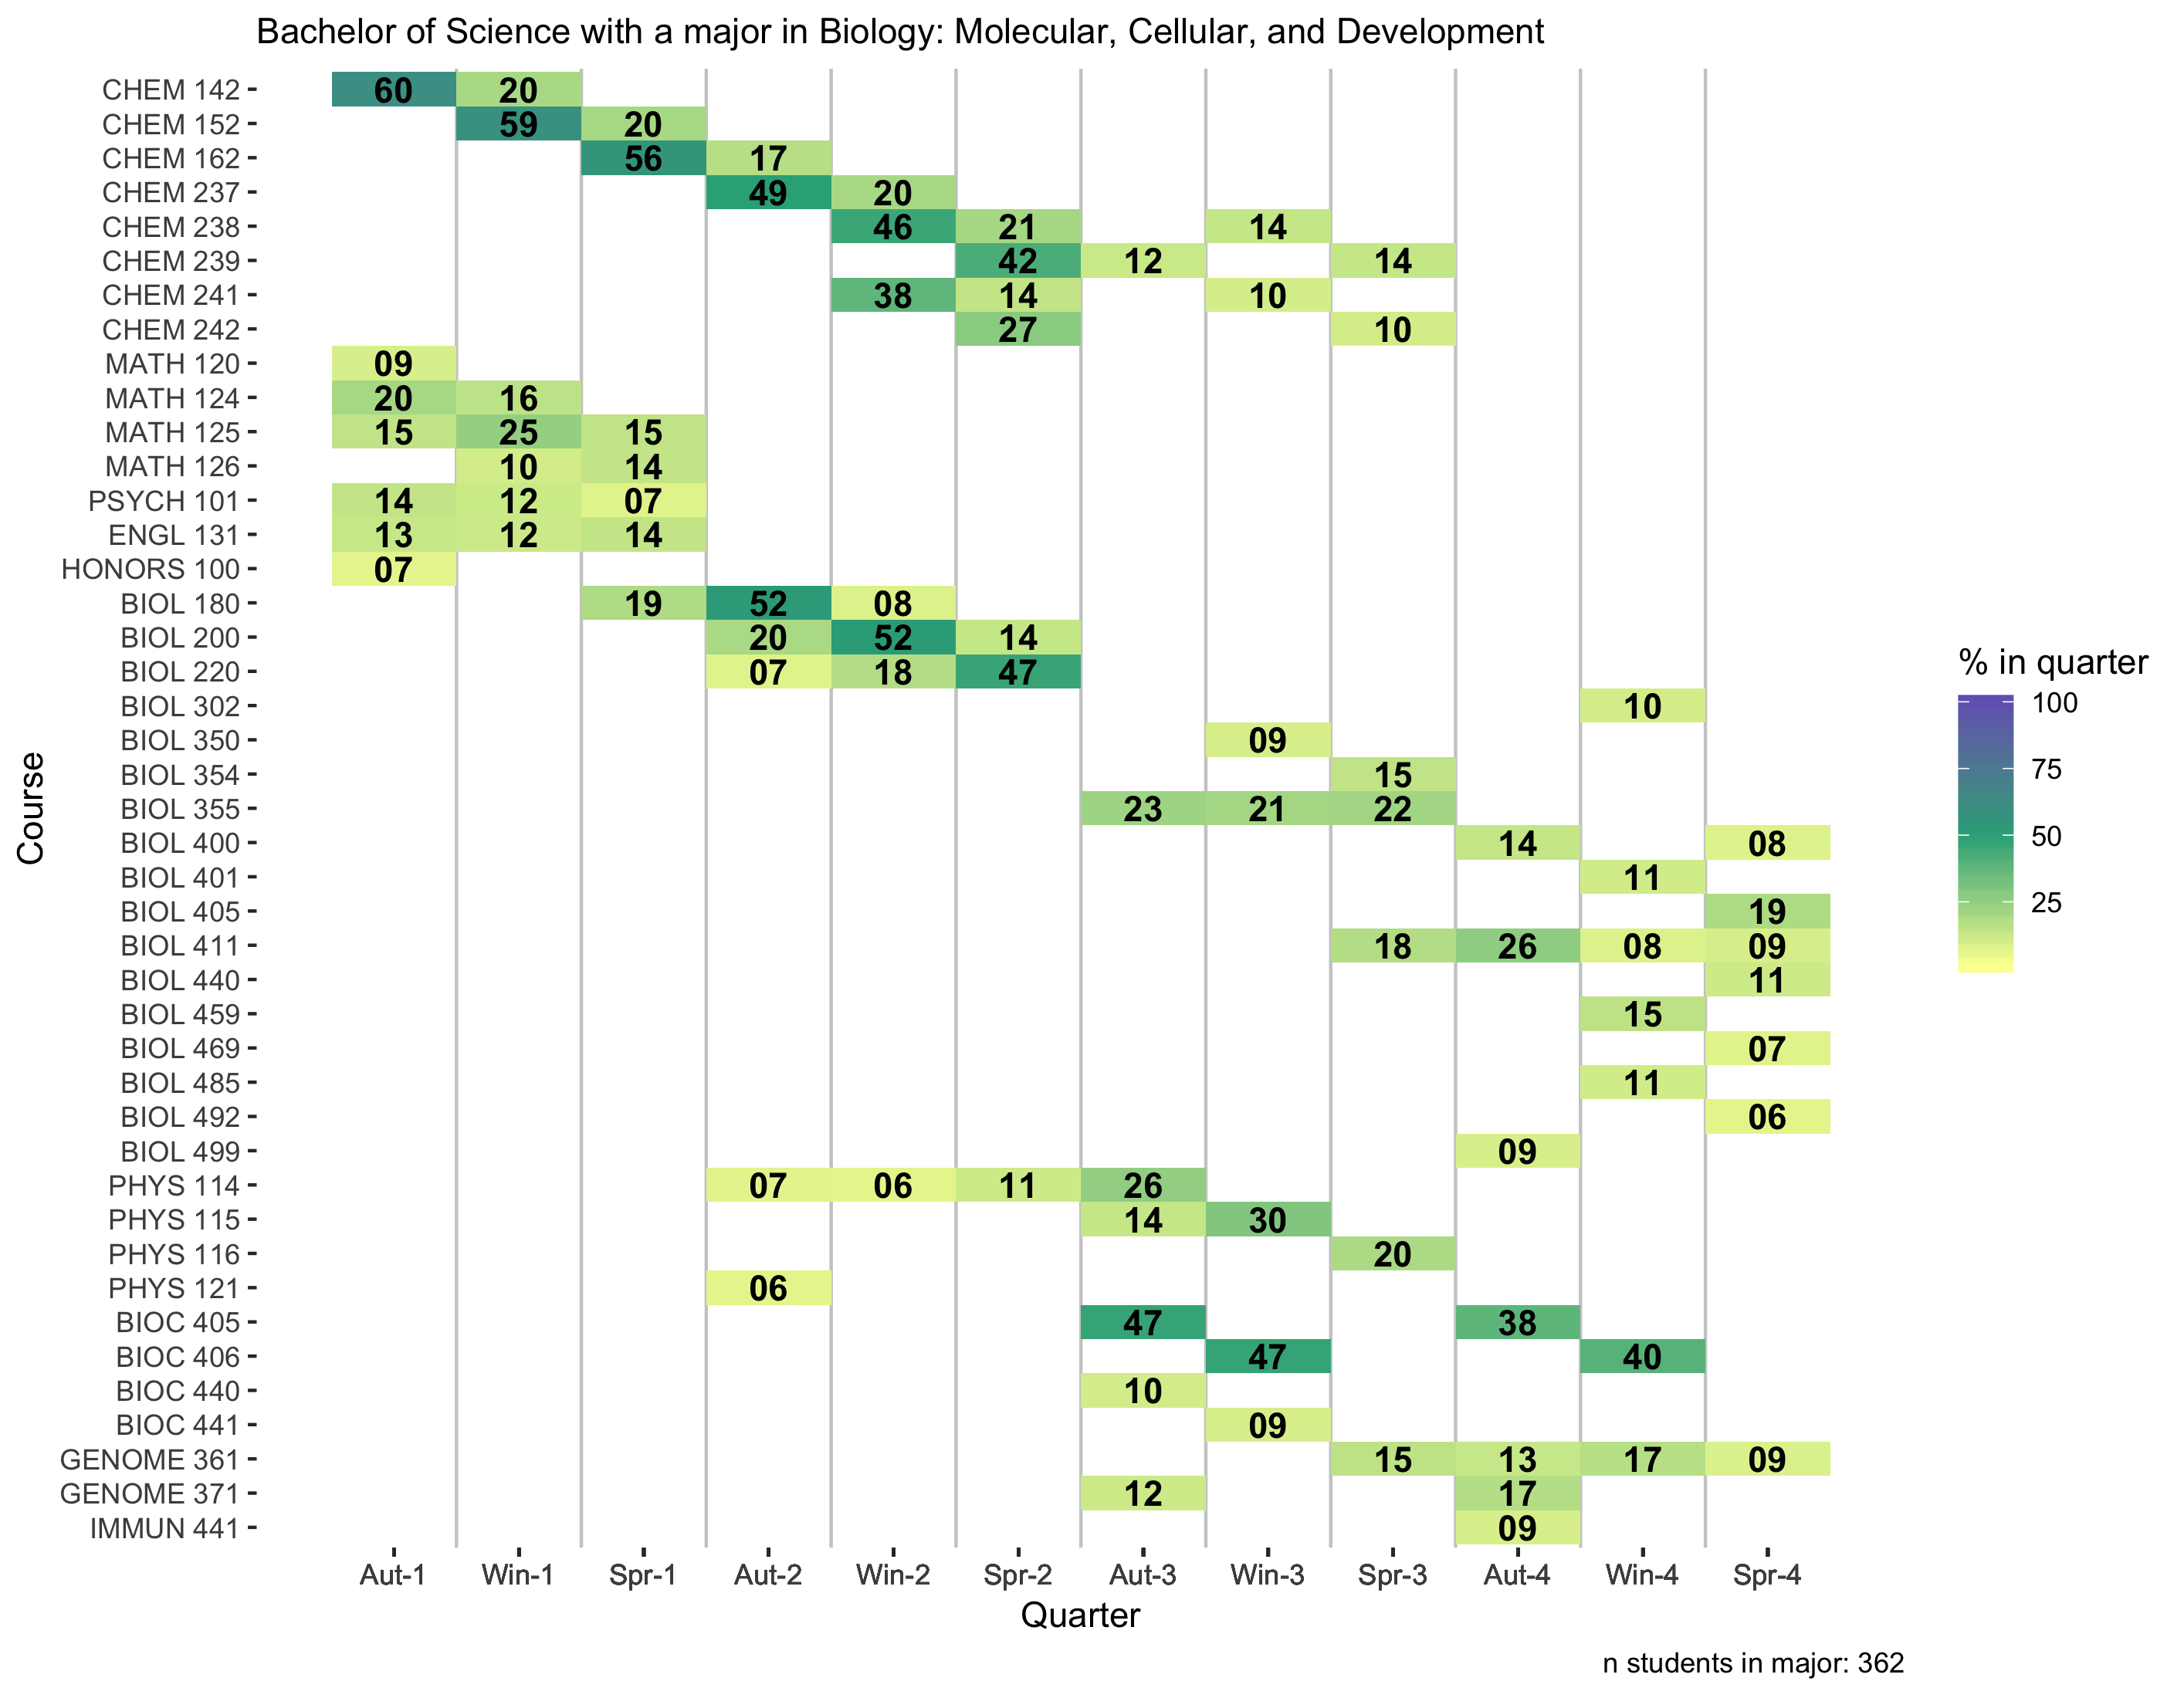 Bachelor of Science with a major in Biology: Molecular, Cellular, and Development
CHEM 142 60 20
CHEM 152 59 20
CHEM 162 56 17
CHEM 237 49 20
CHEM 238 46 21 14
CHEM 239 42 12 14
CHEM 241 38 14 10
CHEM 242 27 10
MATH 120 09
MATH 124 20 16
MATH 125 15 25 15
MATH 126 10 14
PSYCH 101 14 12 07
ENGL 131 13 12 14
HONORS 100 07
BIOL 180 19 52 08
BIOL 200 20 52 14
BIOL 220 07 18 47
BIOL 302 10
BIOL 350 09
BIOL 354 15
BIOL 355 23 21 22
BIOL 400 14 08
BIOL 401 11
BIOL 405 19
BIOL 411 18 26 08 09
BIOL 440 11
BIOL 459 15
BIOL 469 07
BIOL 485 11
BIOL 492 06
BIOL 499 09
PHYS 114 07 06 11 26
PHYS 115 14 30
PHYS 116 20
PHYS 121 06
BIOC 405 47 38
BIOC 406 47 40
BIOC 440 10
BIOC 441 09
GENOME 361 15 13 17 09
GENOME 371 12 17
IMMUN 441 09
Aut-1 Win-1 Spr-1 Aut-2 Win-2 Spr-2 Aut-3 Win-3 Spr-3 Aut-4 Win-4 Spr-4
Quarter
Course
% in quarter
100
75
50
25
n students in major: 362